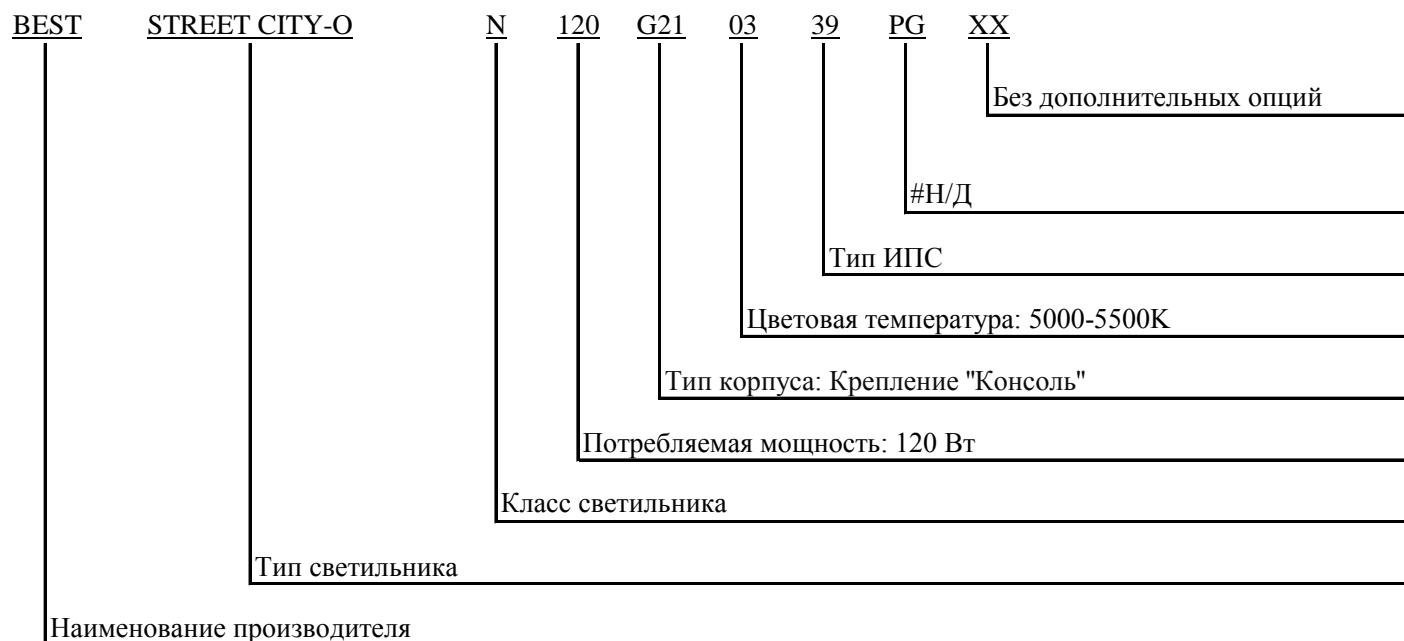 BEST STREET CITY-O N 120 G21 03 39 PG XX
Без дополнительных опций
#Н/Д
Тип ИПС
Цветовая температура: 5000-5500K
Тип корпуса: Крепление "Консоль"
Потребляемая мощность: 120 Вт
Класс светильника
Тип светильника
Наименование производителя